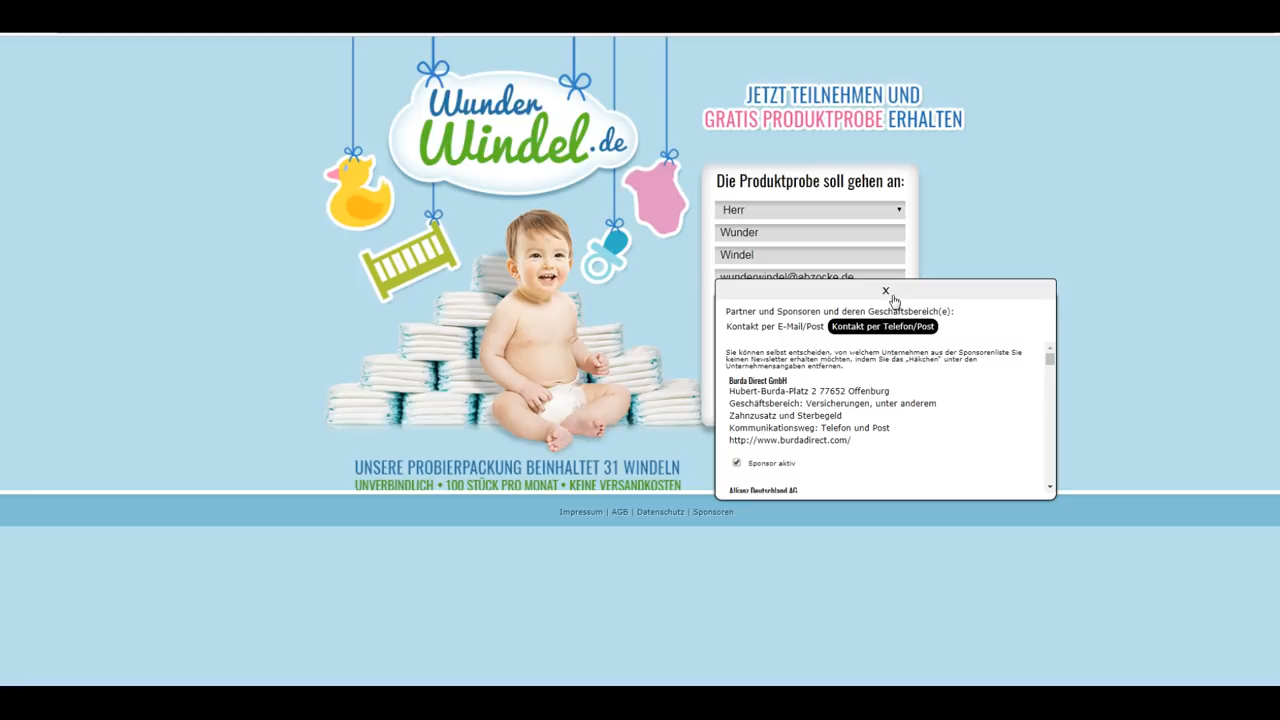 Wunder
Windel.de
JETZT TEILNEHMEN UND
GRATIS PRODUKTPROBE ERHALTEN
Die Produktprobe soll gehen an:
Herr
Wunder
Windel
wunderwindel@abzocke.de
X
Partner und Sponsoren und deren Geschäftsbereich(e):
Kontakt per E-Mail/Post Kontakt per Telefon/Post
Sie können selbst entscheiden, von welchem Unternehmen aus der Sponsorenliste Sie
keinen Newsletter erhalten möchten, indem Sie das „Häkchen" unter den
Unternehmensangaben entfernen.
Burda Direct GmbH
Hubert-Burda-Platz 2 77652 Offenburg
Geschäftsbereich: Versicherungen, unter anderem
Zahnzusatz und Sterbegeld
Kommunikationsweg: Telefon und Post
http://www.burdadirect.com/
Sponsor aktiv
Allianz Deutschland AG
UNSERE PROBIERPACKUNG BEINHALTET 31 WINDELN
UNVERBINDLICH • 100 STÜCK PRO MONAT • KEINE VERSANDKOSTEN
Impressum | AGB | Datenschutz | Sponsoren